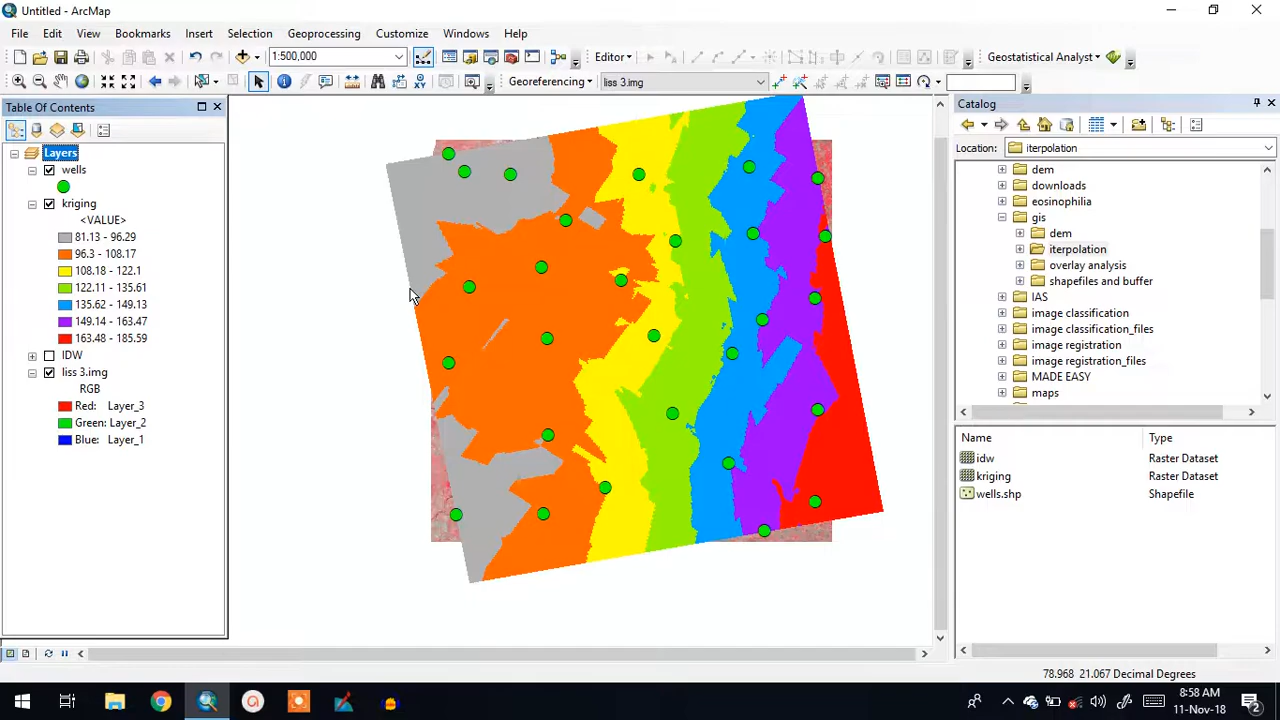 Untitled - ArcMap
File Edit View Bookmarks Insert Selection Geoprocessing Customize Windows Help
1:500,000 Editor Geostatistical Analyst
Georeferencing liss 3.img
Table Of Contents
Layers
wells
kriging
<VALUE>
81.13 - 96.29
96.3 - 108.17
108.18 - 122.1
122.11 - 135.61
135.62 - 149.13
149.14 - 163.47
163.48 - 185.59
IDW
liss 3.img
RGB
Red: Layer_3
Green: Layer_2
Blue: Layer_1
Catalog
Location: iterpolation
dem
downloads
eosinophilia
gis
dem
iterpolation
overlay analysis
shapefiles and buffer
IAS
image classification
image classification_files
image registration
image registration_files
MADE EASY
maps
Name Type
idw Raster Dataset
kriging Raster Dataset
wells.shp Shapefile
78.968 21.067 Decimal Degrees
8:58 AM
11-Nov-18
2